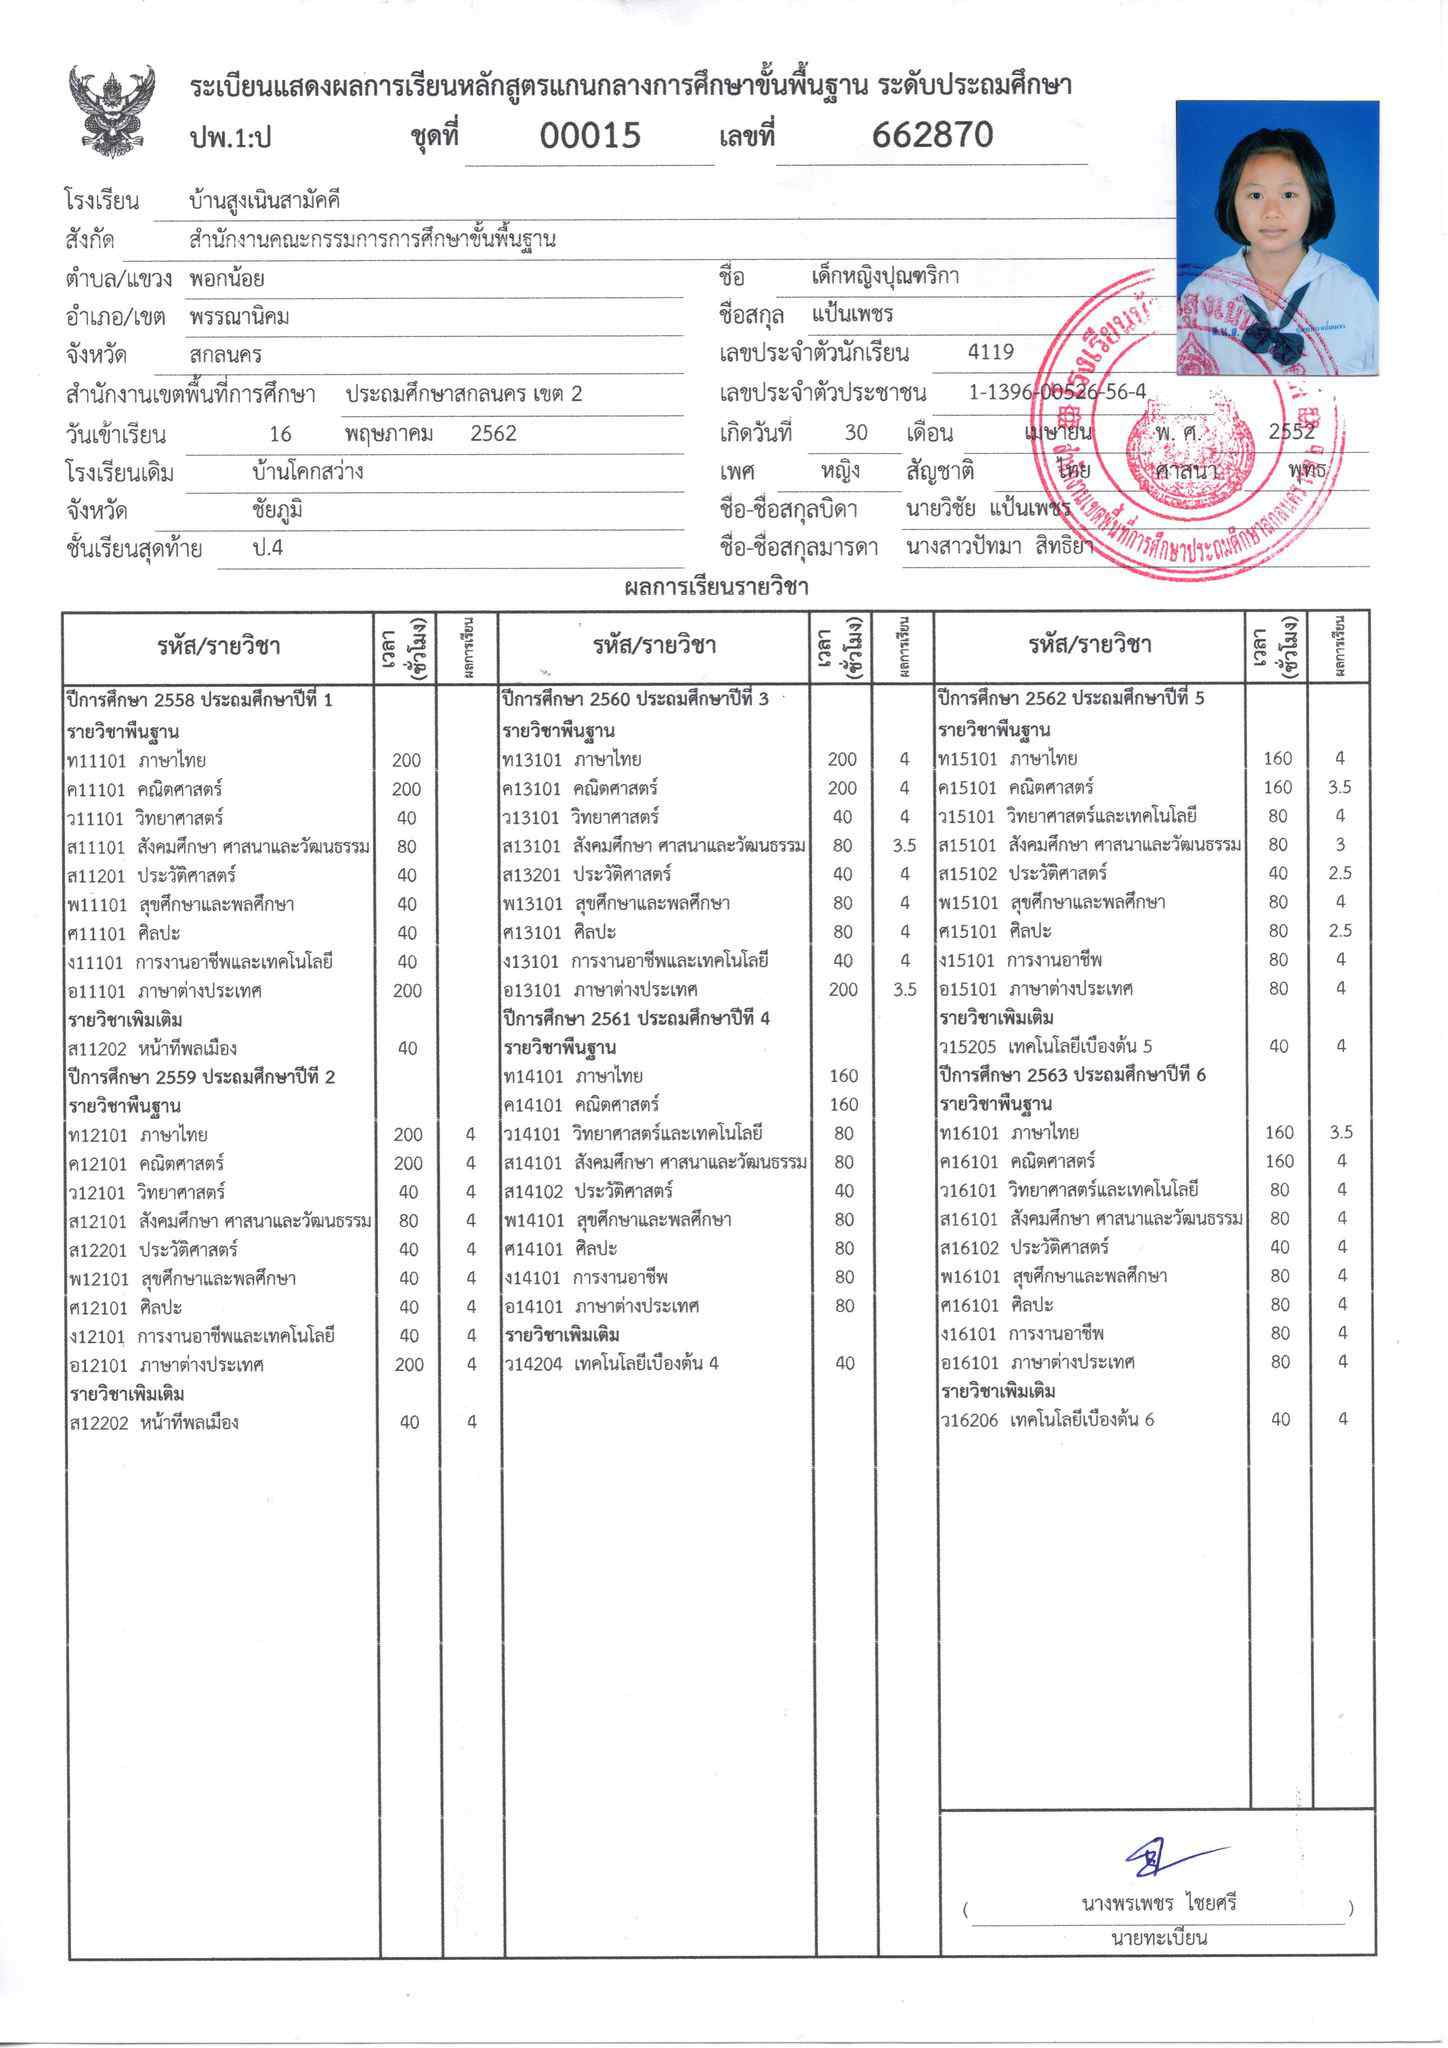 ระเบียนแสดงผลการเรียนหลักสูตรแกนกลางการศึกษาขั้นพื้นฐาน ระดับประถมศึกษา
ปพ.1:ป ชุดที่ 00015 เลขที่ 662870
โรงเรียน บ้านสูงเนินสามัคคี
สังกัด สำนักงานคณะกรรมการการศึกษาขั้นพื้นฐาน
ตำบล/แขวง พอกน้อย ชื่อ เด็กหญิงปุณฑริกา
อำเภอ/เขต พรรณานิคม ชื่อสกุล แป้นเพชร
จังหวัด สกลนคร เลขประจำตัวนักเรียน 4119
สำนักงานเขตพื้นที่การศึกษา ประถมศึกษาสกลนคร เขต 2 เลขประจำตัวประชาชน 1-1396-00526-56-4
วันเข้าเรียน 16 พฤษภาคม 2562 เกิดวันที่ 30 เดือน เมษายน พ.ศ. 2552
โรงเรียนเดิม บ้านโคกสว่าง เพศ หญิง สัญชาติ ไทย ศาสนา พุทธ
จังหวัด ชัยภูมิ ชื่อ-ชื่อสกุลบิดา นายวิชัย แป้นเพชร
ชั้นเรียนสุดท้าย ป.4 ชื่อ-ชื่อสกุลมารดา นางสาวปัทมา สิทธิยา
ผลการเรียนรายวิชา
รหัส/รายวิชา เวลา (ชั่วโมง) ผลการเรียน
ปีการศึกษา 2558 ประถมศึกษาปีที่ 1
รายวิชาพื้นฐาน
ท11101 ภาษาไทย 200
ค11101 คณิตศาสตร์ 200
ว11101 วิทยาศาสตร์ 40
ส11101 สังคมศึกษา ศาสนาและวัฒนธรรม 80
ส11201 ประวัติศาสตร์ 40
พ11101 สุขศึกษาและพลศึกษา 40
ศ11101 ศิลปะ 40
ง11101 การงานอาชีพและเทคโนโลยี 40
อ11101 ภาษาต่างประเทศ 200
รายวิชาเพิ่มเติม
ส11202 หน้าที่พลเมือง 40
ปีการศึกษา 2559 ประถมศึกษาปีที่ 2
รายวิชาพื้นฐาน
ท12101 ภาษาไทย 200 4
ค12101 คณิตศาสตร์ 200 4
ว12101 วิทยาศาสตร์ 40 4
ส12101 สังคมศึกษา ศาสนาและวัฒนธรรม 80 4
ส12201 ประวัติศาสตร์ 40 4
พ12101 สุขศึกษาและพลศึกษา 40 4
ศ12101 ศิลปะ 40 4
ง12101 การงานอาชีพและเทคโนโลยี 40 4
อ12101 ภาษาต่างประเทศ 200 4
รายวิชาเพิ่มเติม
ส12202 หน้าที่พลเมือง 40 4
รหัส/รายวิชา เวลา (ชั่วโมง) ผลการเรียน
ปีการศึกษา 2560 ประถมศึกษาปีที่ 3
รายวิชาพื้นฐาน
ท13101 ภาษาไทย 200 4
ค13101 คณิตศาสตร์ 200 4
ว13101 วิทยาศาสตร์ 40 4
ส13101 สังคมศึกษา ศาสนาและวัฒนธรรม 80 3.5
ส13201 ประวัติศาสตร์ 40 4
พ13101 สุขศึกษาและพลศึกษา 80 4
ศ13101 ศิลปะ 80 4
ง13101 การงานอาชีพและเทคโนโลยี 40 4
อ13101 ภาษาต่างประเทศ 200 3.5
ปีการศึกษา 2561 ประถมศึกษาปีที่ 4
รายวิชาพื้นฐาน
ท14101 ภาษาไทย 160
ค14101 คณิตศาสตร์ 160
ว14101 วิทยาศาสตร์และเทคโนโลยี 80
ส14101 สังคมศึกษา ศาสนาและวัฒนธรรม 80
ส14102 ประวัติศาสตร์ 40
พ14101 สุขศึกษาและพลศึกษา 80
ศ14101 ศิลปะ 80
ง14101 การงานอาชีพ 80
อ14101 ภาษาต่างประเทศ 80
รายวิชาเพิ่มเติม
ว14204 เทคโนโลยีเบื้องต้น 4 40
รหัส/รายวิชา เวลา (ชั่วโมง) ผลการเรียน
ปีการศึกษา 2562 ประถมศึกษาปีที่ 5
รายวิชาพื้นฐาน
ท15101 ภาษาไทย 160 4
ค15101 คณิตศาสตร์ 160 3.5
ว15101 วิทยาศาสตร์และเทคโนโลยี 80 4
ส15101 สังคมศึกษา ศาสนาและวัฒนธรรม 80 3
ส15102 ประวัติศาสตร์ 40 2.5
พ15101 สุขศึกษาและพลศึกษา 80 4
ศ15101 ศิลปะ 80 2.5
ง15101 การงานอาชีพ 80 4
อ15101 ภาษาต่างประเทศ 80 4
รายวิชาเพิ่มเติม
ว15205 เทคโนโลยีเบื้องต้น 5 40 4
ปีการศึกษา 2563 ประถมศึกษาปีที่ 6
รายวิชาพื้นฐาน
ท16101 ภาษาไทย 160 3.5
ค16101 คณิตศาสตร์ 160 4
ว16101 วิทยาศาสตร์และเทคโนโลยี 80 4
ส16101 สังคมศึกษา ศาสนาและวัฒนธรรม 80 4
ส16102 ประวัติศาสตร์ 40 4
พ16101 สุขศึกษาและพลศึกษา 80 4
ศ16101 ศิลปะ 80 4
ง16101 การงานอาชีพ 80 4
อ16101 ภาษาต่างประเทศ 80 4
รายวิชาเพิ่มเติม
ว16206 เทคโนโลยีเบื้องต้น 6 40 4
( นางพรเพชร ไชยศรี )
นายทะเบียน